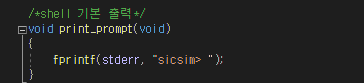 /*shell 기본 출력*/
void print_prompt(void)
{
fprintf(stderr, "sicsim> ");
}